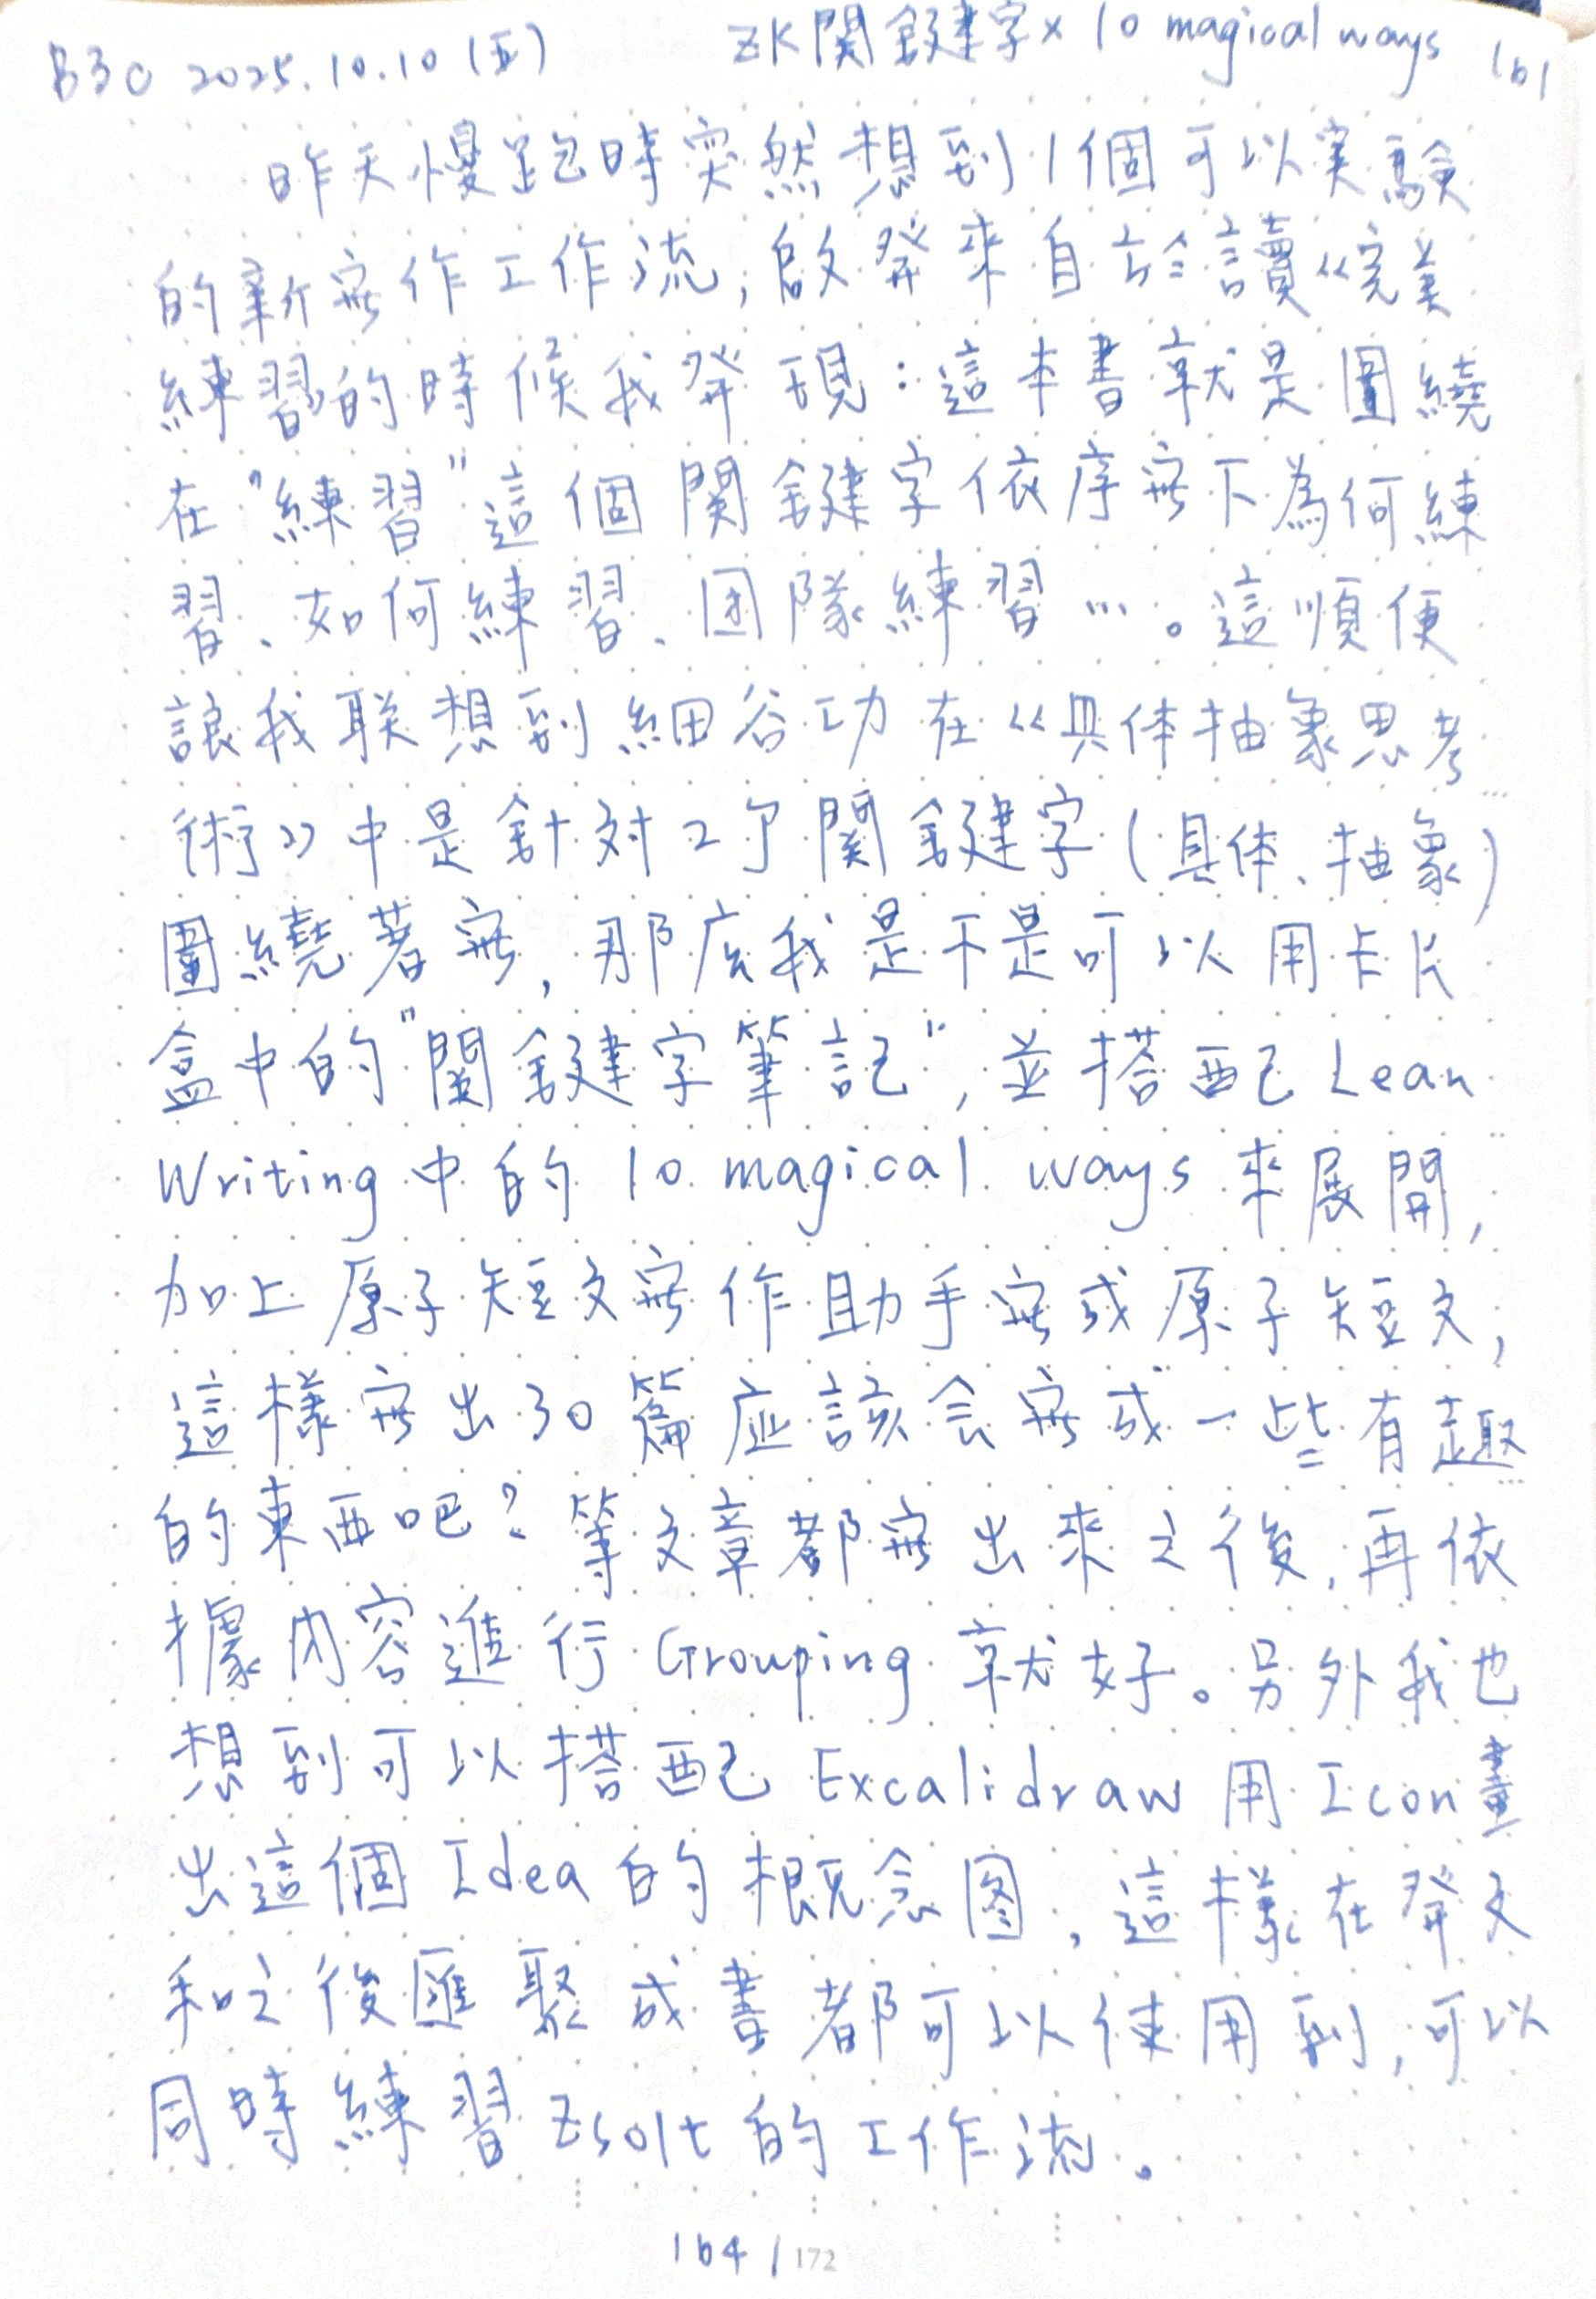 B30 2025.10.10 (五) ZK關鍵字 x 10 magical ways 161
昨天慢跑時突然想到1個可以実驗
的新寫作工作流,啟發來自於讀《完美
練習的時候我發現:這本書就是圍繞
在"練習"這個関鍵字依序寫下為何練
習、如何練習、团隊練習…。這順便
讓我联想到細谷功在《具体抽象思考
術》中是針对2个関鍵字(具体、抽象)
圍繞著寫,那么我是不是可以用卡片
盒中的"関鍵字筆記",並搭配Lean
Writing中的10 magical ways來展開,
加上原子短文寫作助手寫成原子短文,
這樣寫出30篇应該会寫成一些有趣
的東西吧?等文章都寫出來之後,再依
據內容進行Grouping就好。另外我也
想到可以搭配Excalidraw用Icon畫
出這個Idea的概念图,這樣在發文
和之後匯聚成書都可以使用到,可以
同時練習Zsolt的工作流。
164/172